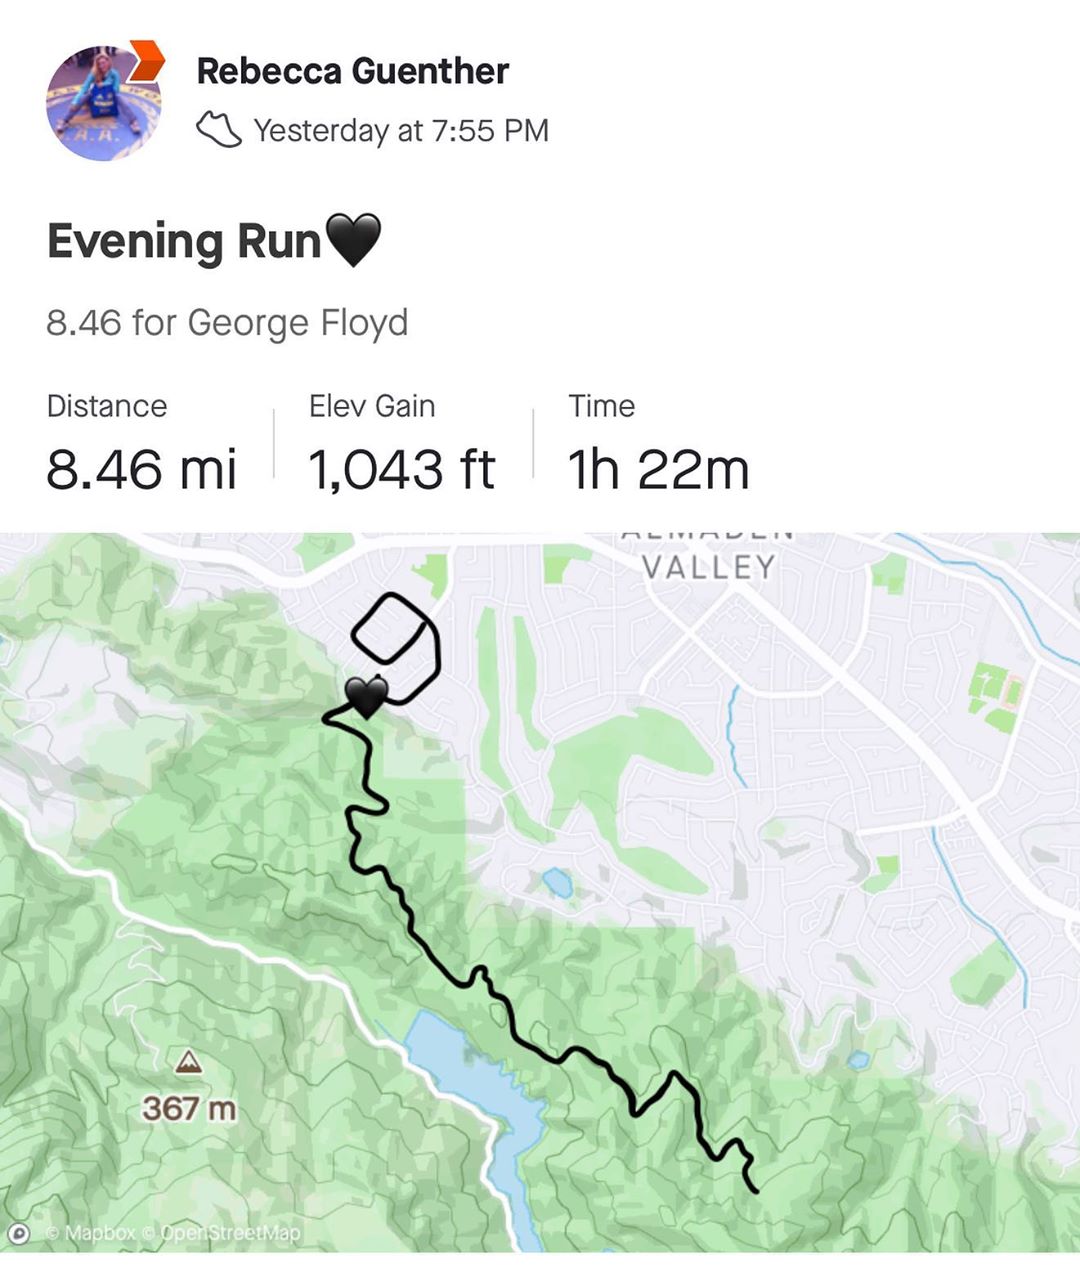 Rebecca Guenther
Yesterday at 7:55 PM
Evening Run🖤
8.46 for George Floyd
Distance
Elev Gain
Time
8.46 mi
1,043 ft
1h 22m
ALMADEN
VALLEY
367 m
© Mapbox © OpenStreetMap